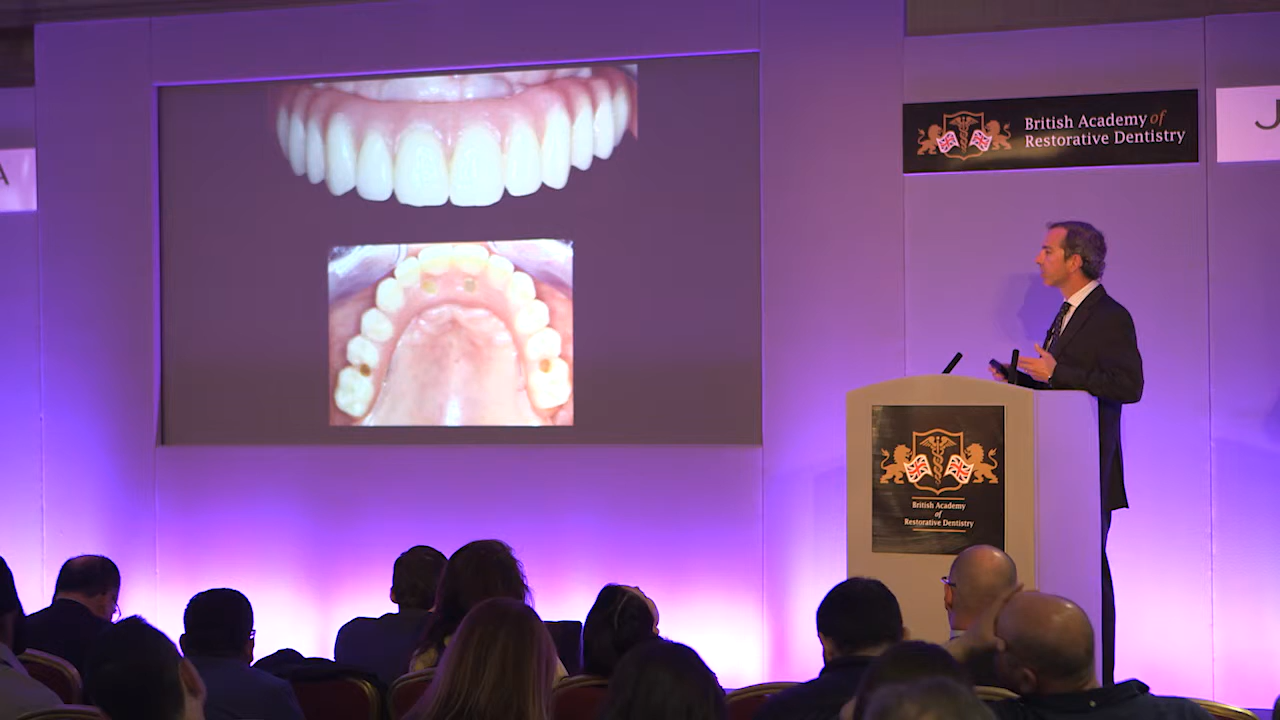 British Academy of
Restorative Dentistry
A
J
British Academy
of
Restorative Dentistry